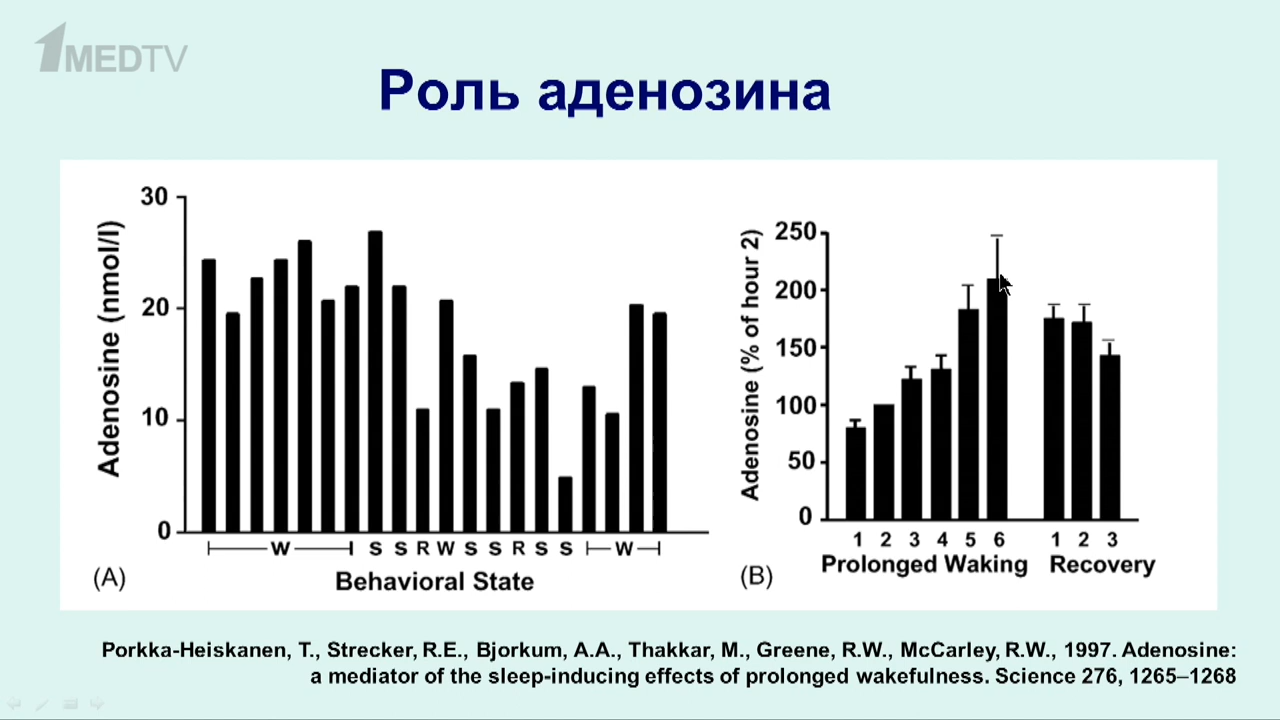 1MEDTV
Роль аденозина
Adenosine (nmol/l)
30
20
10
0
W S S R W S S R S S W
Behavioral State
(A)
Adenosine (% of hour 2)
250
200
150
100
50
0
1 2 3 4 5 6 1 2 3
Prolonged Waking Recovery
(B)
Porkka-Heiskanen, T., Strecker, R.E., Bjorkum, A.A., Thakkar, M., Greene, R.W., McCarley, R.W., 1997. Adenosine:
a mediator of the sleep-inducing effects of prolonged wakefulness. Science 276, 1265–1268